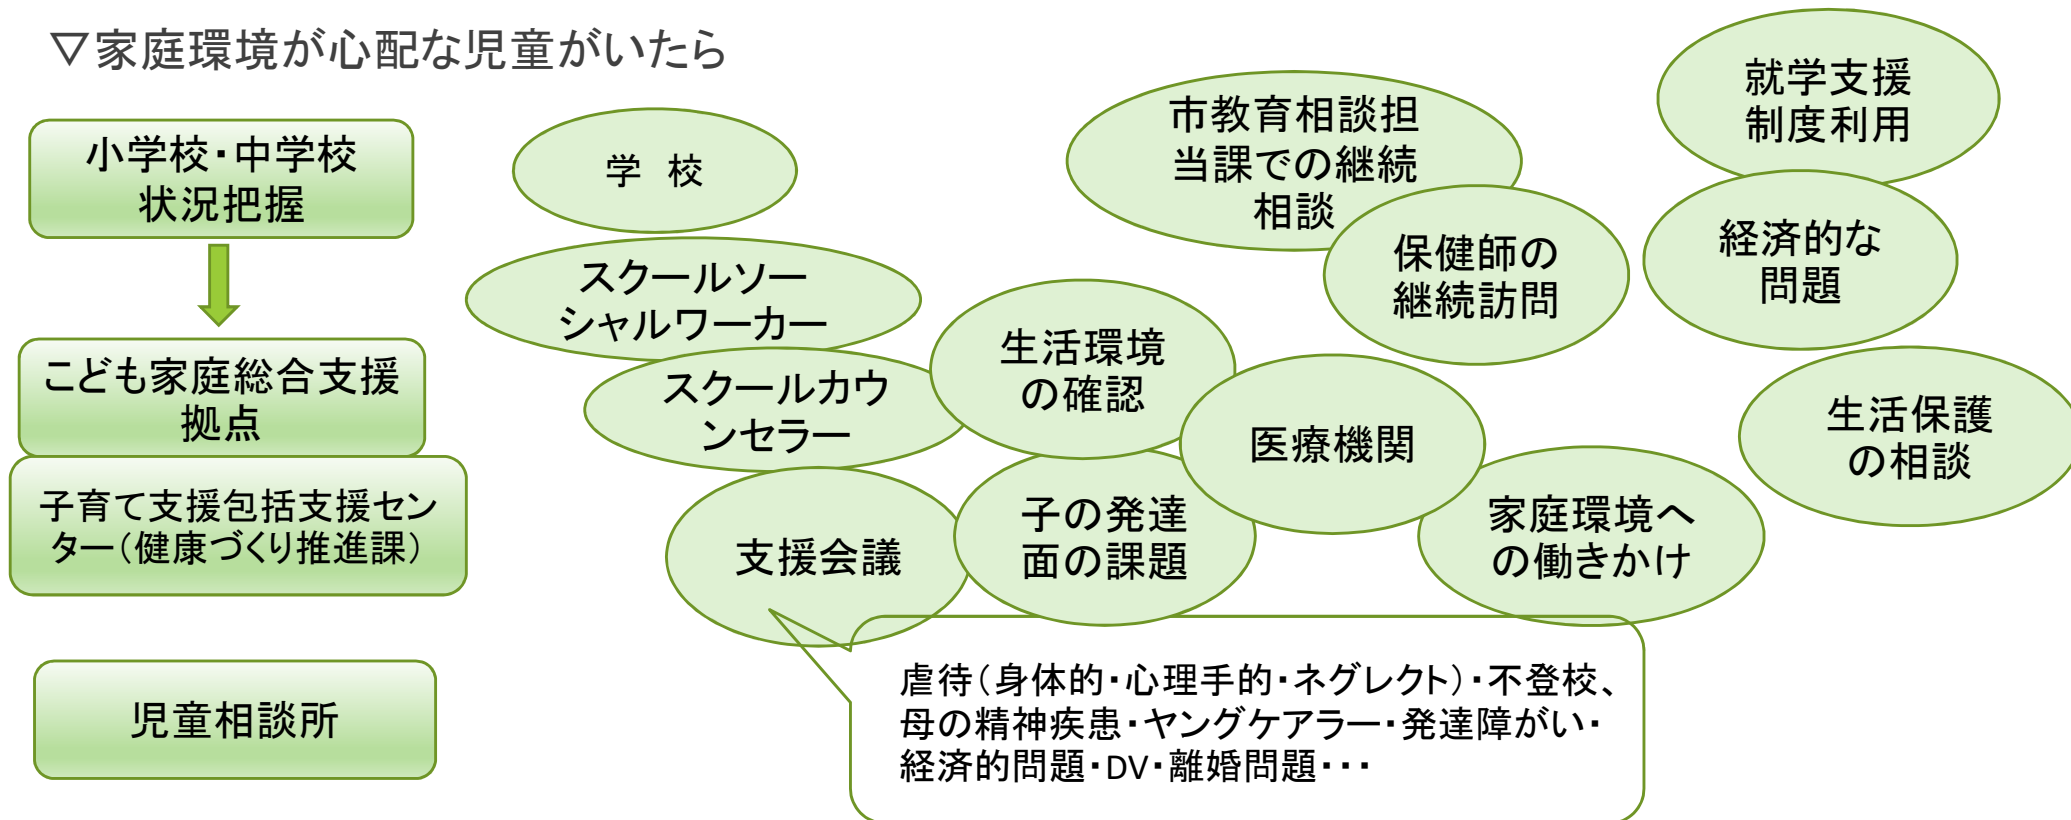 ▽家庭環境が心配な児童がいたら
小学校・中学校
状況把握
こども家庭総合支援
拠点
子育て支援包括支援セン
ター(健康づくり推進課)
児童相談所
学 校
スクールソー
シャルワーカー
スクールカウ
ンセラー
支援会議
生活環境
の確認
子の発達
面の課題
市教育相談担
当課での継続
相談
保健師の
継続訪問
医療機関
家庭環境へ
の働きかけ
就学支援
制度利用
経済的な
問題
生活保護
の相談
虐待(身体的・心理手的・ネグレクト)・不登校、
母の精神疾患・ヤングケアラー・発達障がい・
経済的問題・DV・離婚問題・・・